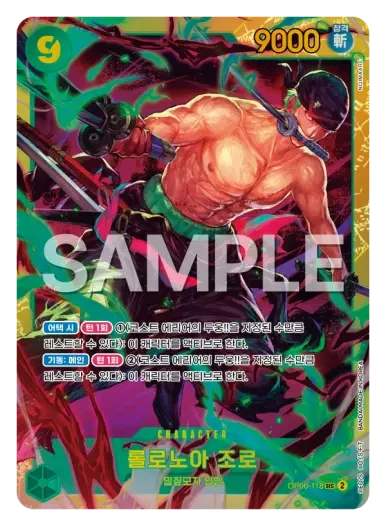 9
9000
참격
斬
SAMPLE
어택 시 턴 1회 ①(코스트 에리어의 두웅!!을 지정된 수만큼
레스트할 수 있다): 이 캐릭터를 액티브로 한다.
기동: 메인 턴 1회 ②(코스트 에리어의 두웅!!을 지정된 수만큼
레스트할 수 있다): 이 캐릭터를 액티브로 한다.
CHARACTER
롤로노아 조로
밀짚모자 일당
OP06-118 2